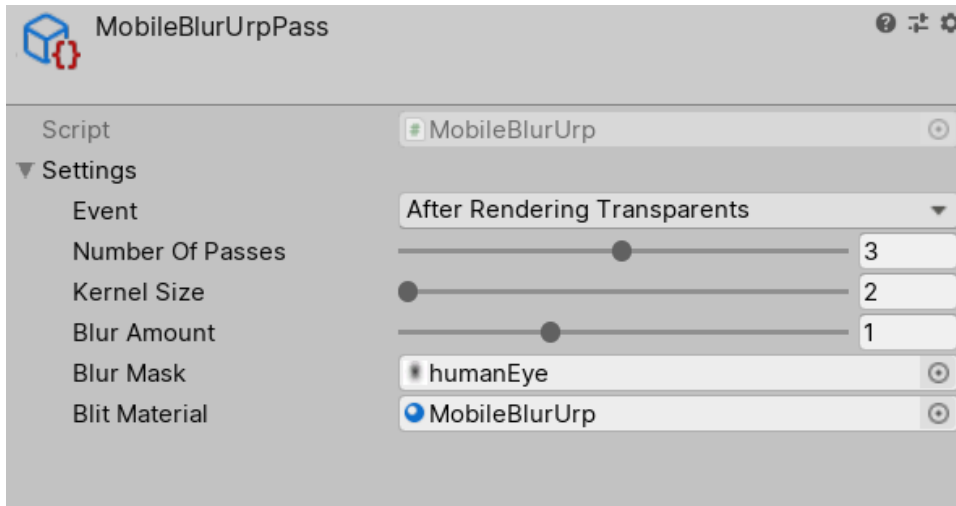 MobileBlurUrpPass
Script MobileBlurUrp
Settings
Event After Rendering Transparents
Number Of Passes 3
Kernel Size 2
Blur Amount 1
Blur Mask humanEye
Blit Material MobileBlurUrp